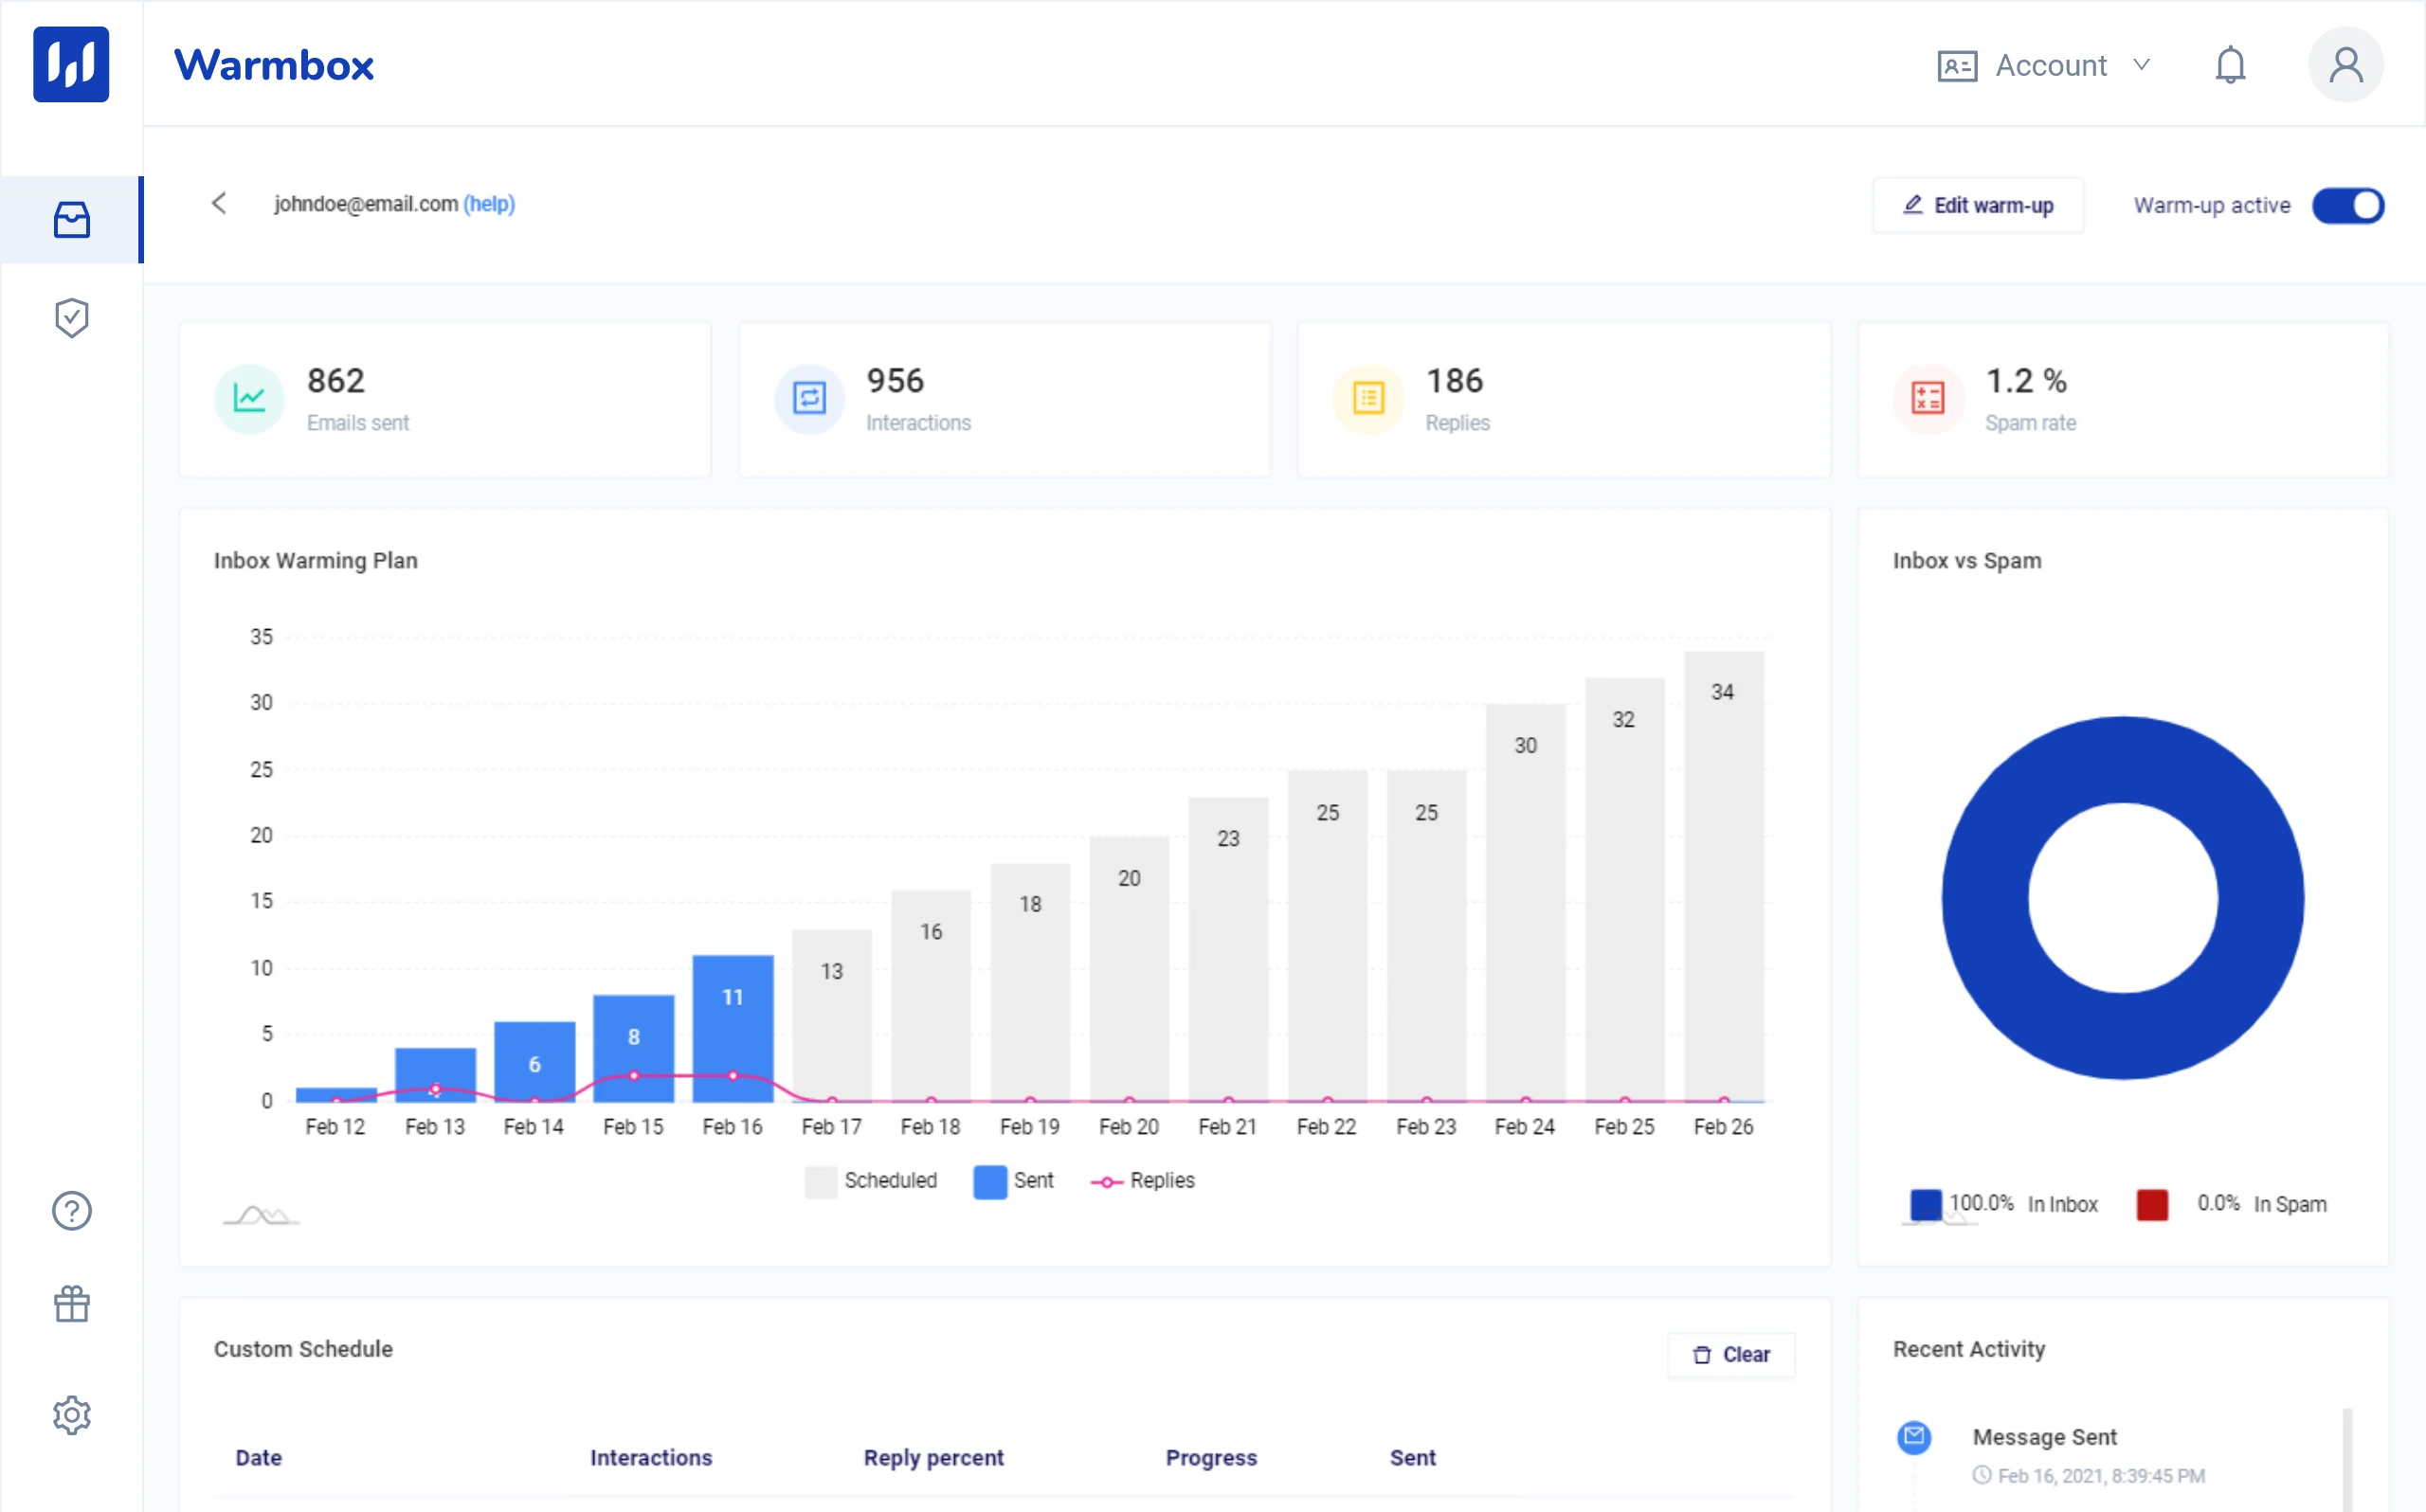 Warmbox
Account
johndoe@email.com (help)
Edit warm-up
Warm-up active
862
Emails sent
956
Interactions
186
Replies
1.2 %
Spam rate
Inbox Warming Plan
35
30
25
20
15
10
5
0
6
8
11
13
16
18
20
23
25
25
30
32
34
Feb 12 Feb 13 Feb 14 Feb 15 Feb 16 Feb 17 Feb 18 Feb 19 Feb 20 Feb 21 Feb 22 Feb 23 Feb 24 Feb 25 Feb 26
Scheduled Sent Replies
Inbox vs Spam
100.0% In Inbox 0.0% In Spam
Custom Schedule
Clear
Date Interactions Reply percent Progress Sent
Recent Activity
Message Sent
Feb 16, 2021, 8:39:45 PM